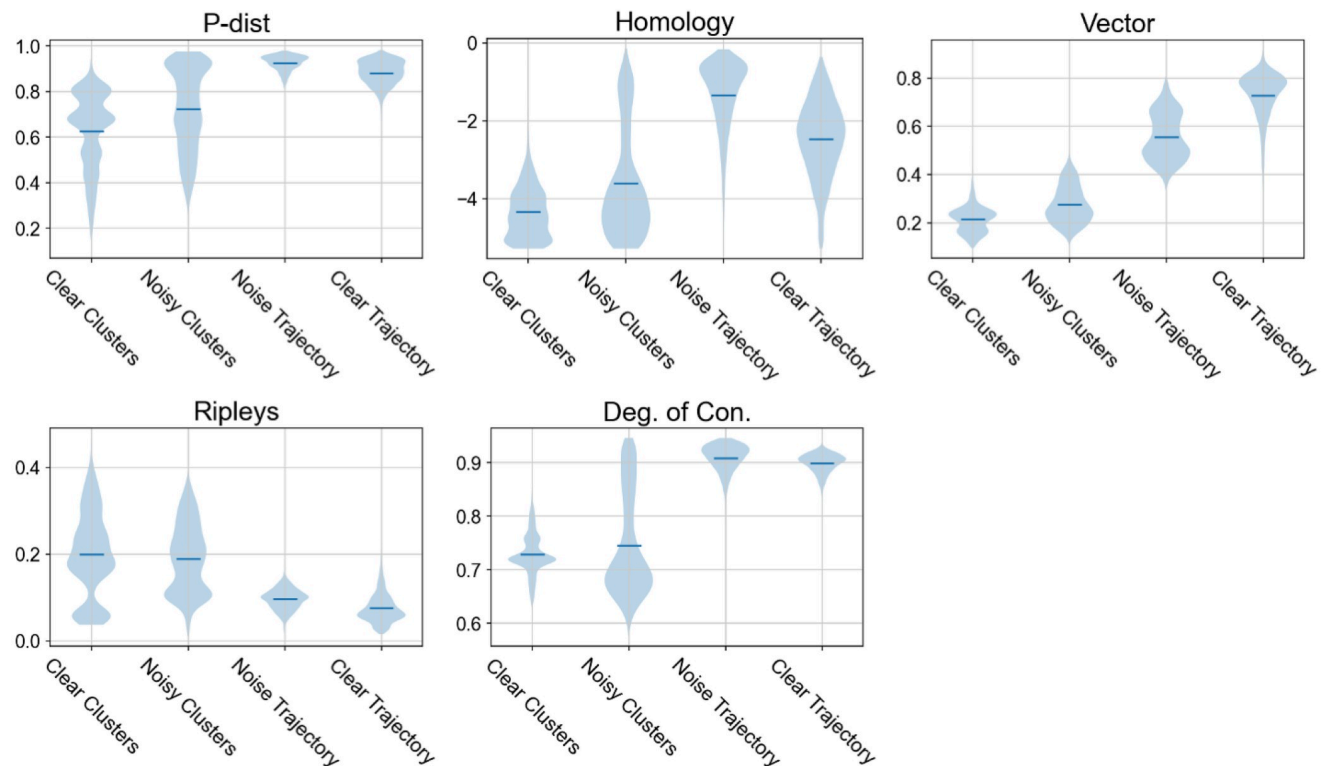 P-dist
1.0
0.8
0.6
0.4
0.2
Clear Clusters
Noisy Clusters
Noise Trajectory
Clear Trajectory
Homology
0
−2
−4
Clear Clusters
Noisy Clusters
Noise Trajectory
Clear Trajectory
Vector
0.8
0.6
0.4
0.2
Clear Clusters
Noisy Clusters
Noise Trajectory
Clear Trajectory
Ripleys
0.4
0.2
0.0
Clear Clusters
Noisy Clusters
Noise Trajectory
Clear Trajectory
Deg. of Con.
0.9
0.8
0.7
0.6
Clear Clusters
Noisy Clusters
Noise Trajectory
Clear Trajectory